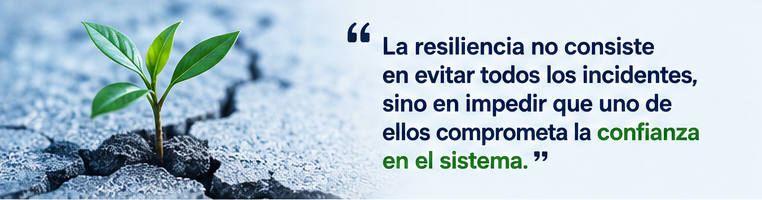 “ La resiliencia no consiste
en evitar todos los incidentes,
sino en impedir que uno de
ellos comprometa la confianza
en el sistema. ”